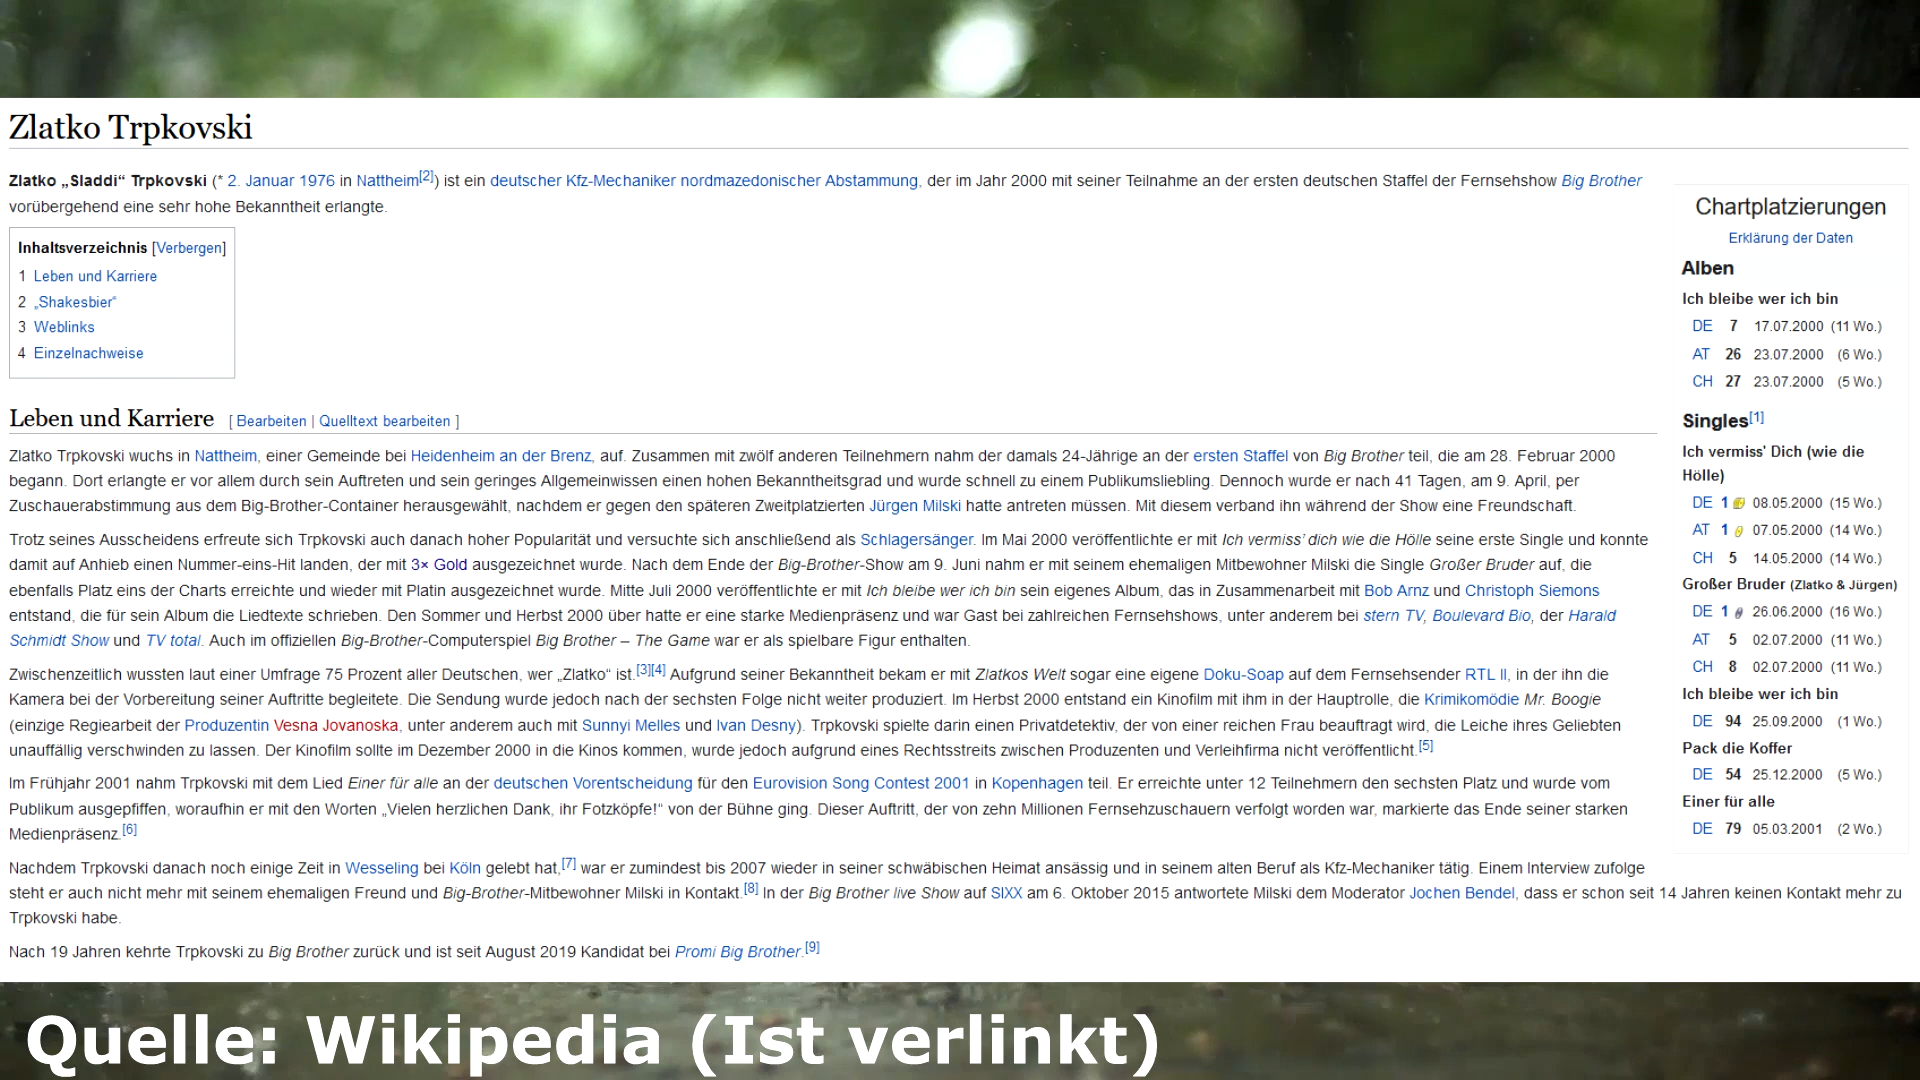 Zlatko Trpkovski
Zlatko „Sladdi“ Trpkovski (* 2. Januar 1976 in Nattheim[2]) ist ein deutscher Kfz-Mechaniker nordmazedonischer Abstammung, der im Jahr 2000 mit seiner Teilnahme an der ersten deutschen Staffel der Fernsehshow Big Brother
vorübergehend eine sehr hohe Bekanntheit erlangte.
Inhaltsverzeichnis [Verbergen]
1 Leben und Karriere
2 „Shakesbier“
3 Weblinks
4 Einzelnachweise
Leben und Karriere [ Bearbeiten | Quelltext bearbeiten ]
Zlatko Trpkovski wuchs in Nattheim, einer Gemeinde bei Heidenheim an der Brenz, auf. Zusammen mit zwölf anderen Teilnehmern nahm der damals 24-Jährige an der ersten Staffel von Big Brother teil, die am 28. Februar 2000
begann. Dort erlangte er vor allem durch sein Auftreten und sein geringes Allgemeinwissen einen hohen Bekanntheitsgrad und wurde schnell zu einem Publikumsliebling. Dennoch wurde er nach 41 Tagen, am 9. April, per
Zuschauerabstimmung aus dem Big-Brother-Container herausgewählt, nachdem er gegen den späteren Zweitplatzierten Jürgen Milski hatte antreten müssen. Mit diesem verband ihn während der Show eine Freundschaft.
Trotz seines Ausscheidens erfreute sich Trpkovski auch danach hoher Popularität und versuchte sich anschließend als Schlagersänger. Im Mai 2000 veröffentlichte er mit Ich vermiss’ dich wie die Hölle seine erste Single und konnte
damit auf Anhieb einen Nummer-eins-Hit landen, der mit 3× Gold ausgezeichnet wurde. Nach dem Ende der Big-Brother-Show am 9. Juni nahm er mit seinem ehemaligen Mitbewohner Milski die Single Großer Bruder auf, die
ebenfalls Platz eins der Charts erreichte und wieder mit Platin ausgezeichnet wurde. Mitte Juli 2000 veröffentlichte er mit Ich bleibe wer ich bin sein eigenes Album, das in Zusammenarbeit mit Bob Arnz und Christoph Siemons
entstand, die für sein Album die Liedtexte schrieben. Den Sommer und Herbst 2000 über hatte er eine starke Medienpräsenz und war Gast bei zahlreichen Fernsehshows, unter anderem bei stern TV, Boulevard Bio, der Harald
Schmidt Show und TV total. Auch im offiziellen Big-Brother-Computerspiel Big Brother – The Game war er als spielbare Figur enthalten.
Zwischenzeitlich wussten laut einer Umfrage 75 Prozent aller Deutschen, wer „Zlatko“ ist.[3][4] Aufgrund seiner Bekanntheit bekam er mit Zlatkos Welt sogar eine eigene Doku-Soap auf dem Fernsehsender RTL II, in der ihn die
Kamera bei der Vorbereitung seiner Auftritte begleitete. Die Sendung wurde jedoch nach der sechsten Folge nicht weiter produziert. Im Herbst 2000 entstand ein Kinofilm mit ihm in der Hauptrolle, die Krimikomödie Mr. Boogie
(einzige Regiearbeit der Produzentin Vesna Jovanoska, unter anderem auch mit Sunnyi Melles und Ivan Desny). Trpkovski spielte darin einen Privatdetektiv, der von einer reichen Frau beauftragt wird, die Leiche ihres Geliebten
unauffällig verschwinden zu lassen. Der Kinofilm sollte im Dezember 2000 in die Kinos kommen, wurde jedoch aufgrund eines Rechtsstreits zwischen Produzenten und Verleihfirma nicht veröffentlicht.[5]
Im Frühjahr 2001 nahm Trpkovski mit dem Lied Einer für alle an der deutschen Vorentscheidung für den Eurovision Song Contest 2001 in Kopenhagen teil. Er erreichte unter 12 Teilnehmern den sechsten Platz und wurde vom
Publikum ausgepfiffen, woraufhin er mit den Worten „Vielen herzlichen Dank, ihr Fotzköpfe!“ von der Bühne ging. Dieser Auftritt, der von zehn Millionen Fernsehzuschauern verfolgt worden war, markierte das Ende seiner starken
Medienpräsenz.[6]
Nachdem Trpkovski danach noch einige Zeit in Wesseling bei Köln gelebt hat,[7] war er zumindest bis 2007 wieder in seiner schwäbischen Heimat ansässig und in seinem alten Beruf als Kfz-Mechaniker tätig. Einem Interview zufolge
steht er auch nicht mehr mit seinem ehemaligen Freund und Big-Brother-Mitbewohner Milski in Kontakt.[8] In der Big Brother live Show auf SIXX am 6. Oktober 2015 antwortete Milski dem Moderator Jochen Bendel, dass er schon seit 14 Jahren keinen Kontakt mehr zu
Trpkovski habe.
Nach 19 Jahren kehrte Trpkovski zu Big Brother zurück und ist seit August 2019 Kandidat bei Promi Big Brother.[9]
Chartplatzierungen
Erklärung der Daten
Alben
Ich bleibe wer ich bin
DE 7 17.07.2000 (11 Wo.)
AT 26 23.07.2000 (6 Wo.)
CH 27 23.07.2000 (5 Wo.)
Singles[1]
Ich vermiss' Dich (wie die
Hölle)
DE 1 08.05.2000 (15 Wo.)
AT 1 07.05.2000 (14 Wo.)
CH 5 14.05.2000 (14 Wo.)
Großer Bruder (Zlatko & Jürgen)
DE 1 26.06.2000 (16 Wo.)
AT 5 02.07.2000 (11 Wo.)
CH 8 02.07.2000 (11 Wo.)
Ich bleibe wer ich bin
DE 94 25.09.2000 (1 Wo.)
Pack die Koffer
DE 54 25.12.2000 (5 Wo.)
Einer für alle
DE 79 05.03.2001 (2 Wo.)
Quelle: Wikipedia (Ist verlinkt)